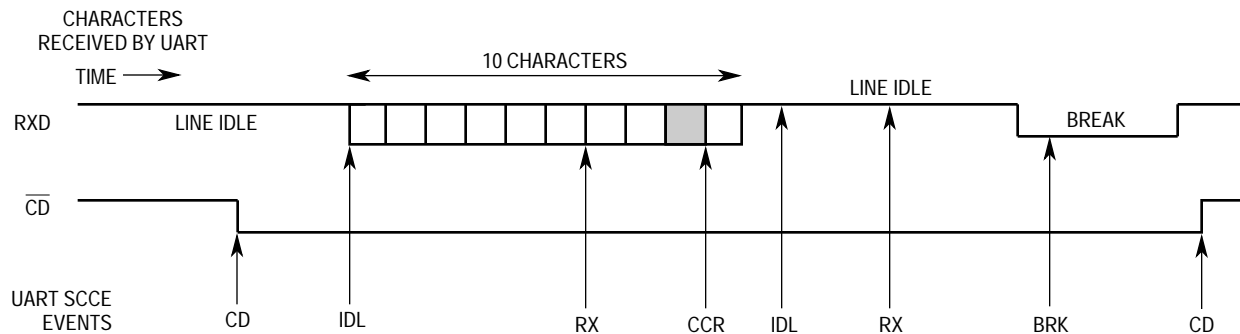 CHARACTERS
RECEIVED BY UART
TIME
10 CHARACTERS
RXD
LINE IDLE
LINE IDLE
BREAK
CD
UART SCCE
EVENTS
CD
IDL
RX
CCR
IDL
RX
BRK
CD